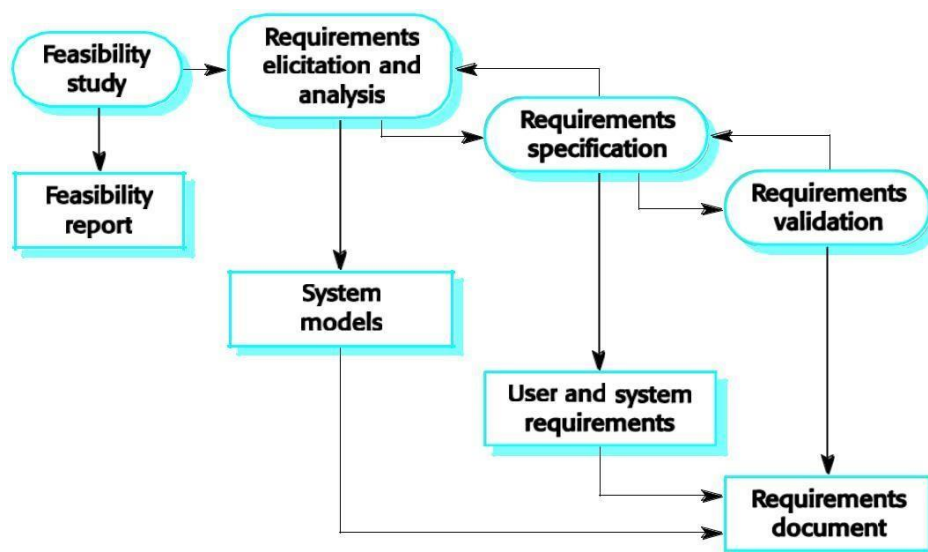 Feasibility
study
Requirements
elicitation and
analysis
Requirements
specification
Requirements
validation
Feasibility
report
System
models
User and system
requirements
Requirements
document